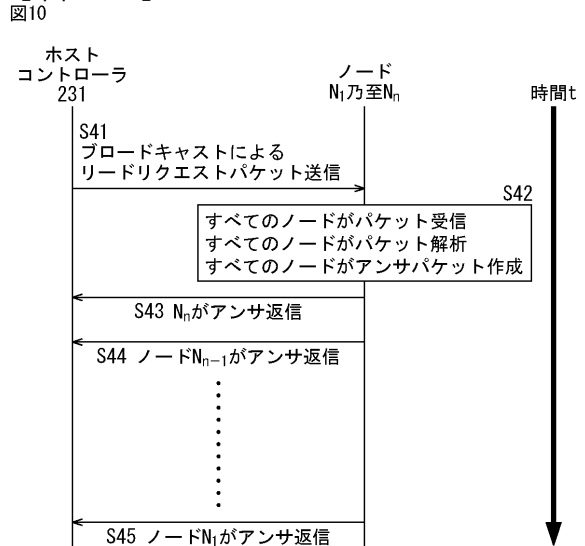 図10
ホスト
コントローラ
231
ノード
N1乃至Nn
時間t
S41
ブロードキャストによる
リードリクエストパケット送信
S42
すべてのノードがパケット受信
すべてのノードがパケット解析
すべてのノードがアンサパケット作成
S43 Nnがアンサ返信
S44 ノードNn-1がアンサ返信
S45 ノードN1がアンサ返信